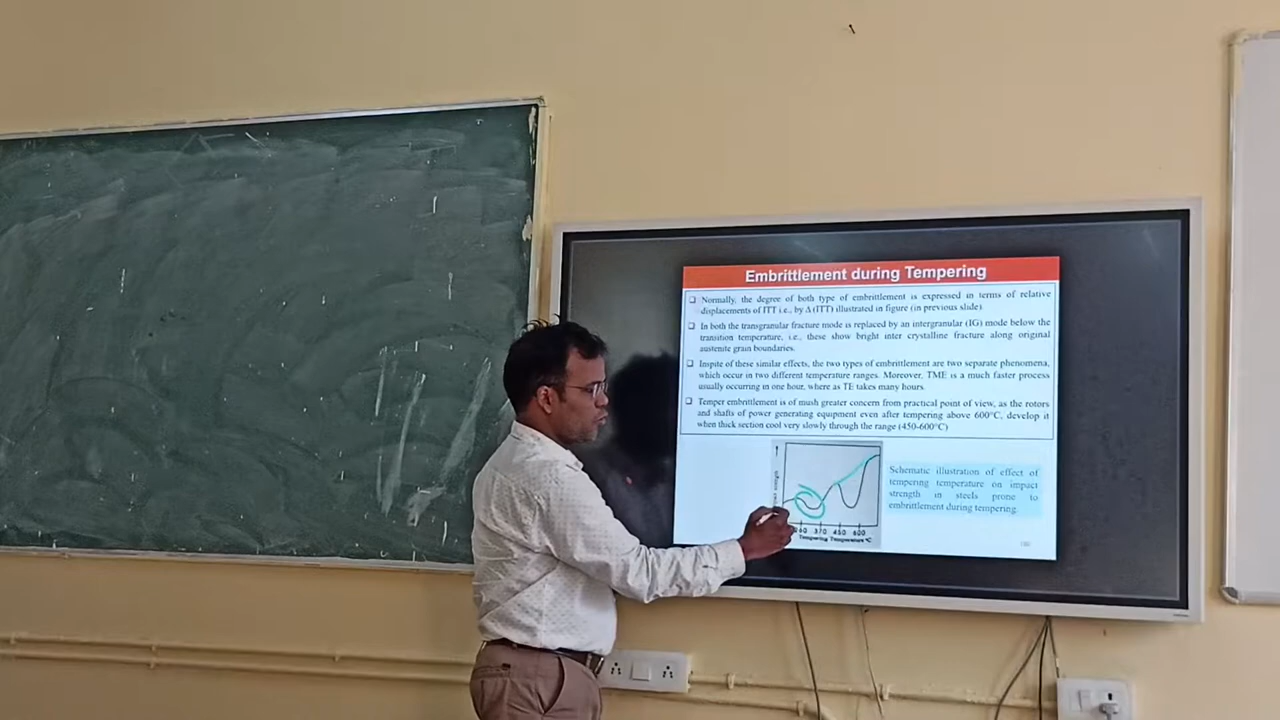 Embrittlement during Tempering
Normally, the degree of both type of embrittlement is expressed in terms of relative
displacements of ITT i.e., by Δ (ITT) illustrated in figure (in previous slide)
In both the transgranular fracture mode is replaced by an intergranular (IG) mode below the
transition temperature, i.e., these show bright inter crystalline fracture along original
austenite grain boundaries.
Inspite of these similar effects, the two types of embrittlement are two separate phenomena,
which occur in two different temperature ranges. Moreover, TME is a much faster process
usually occurring in one hour, where as TE takes many hours.
Temper embrittlement is of mush greater concern from practical point of view, as the rotors
and shafts of power generating equipment even after tempering above 600°C, develop it
when thick section cool very slowly through the range (450-600°C)
Schematic illustration of effect of
tempering temperature on impact
strength in steels prone to
embrittlement during tempering.
370 450 600
Tempering Temperature °C